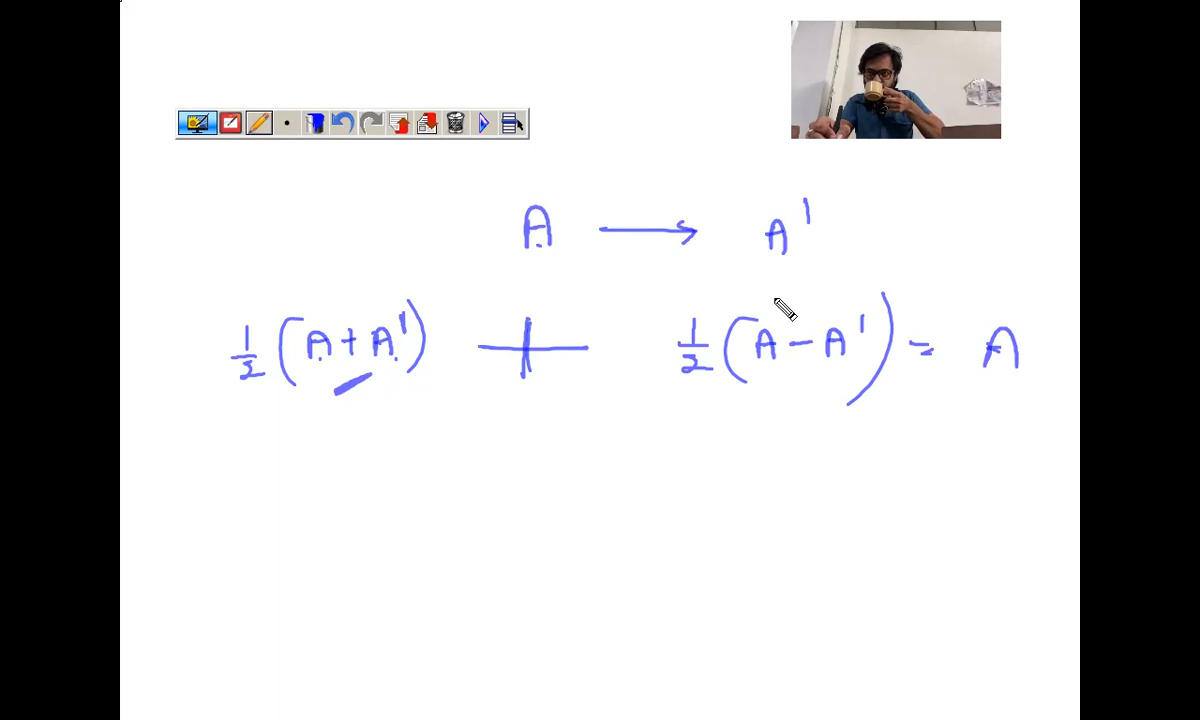 A → A'
1/2 (A + A') + 1/2 (A - A') = A